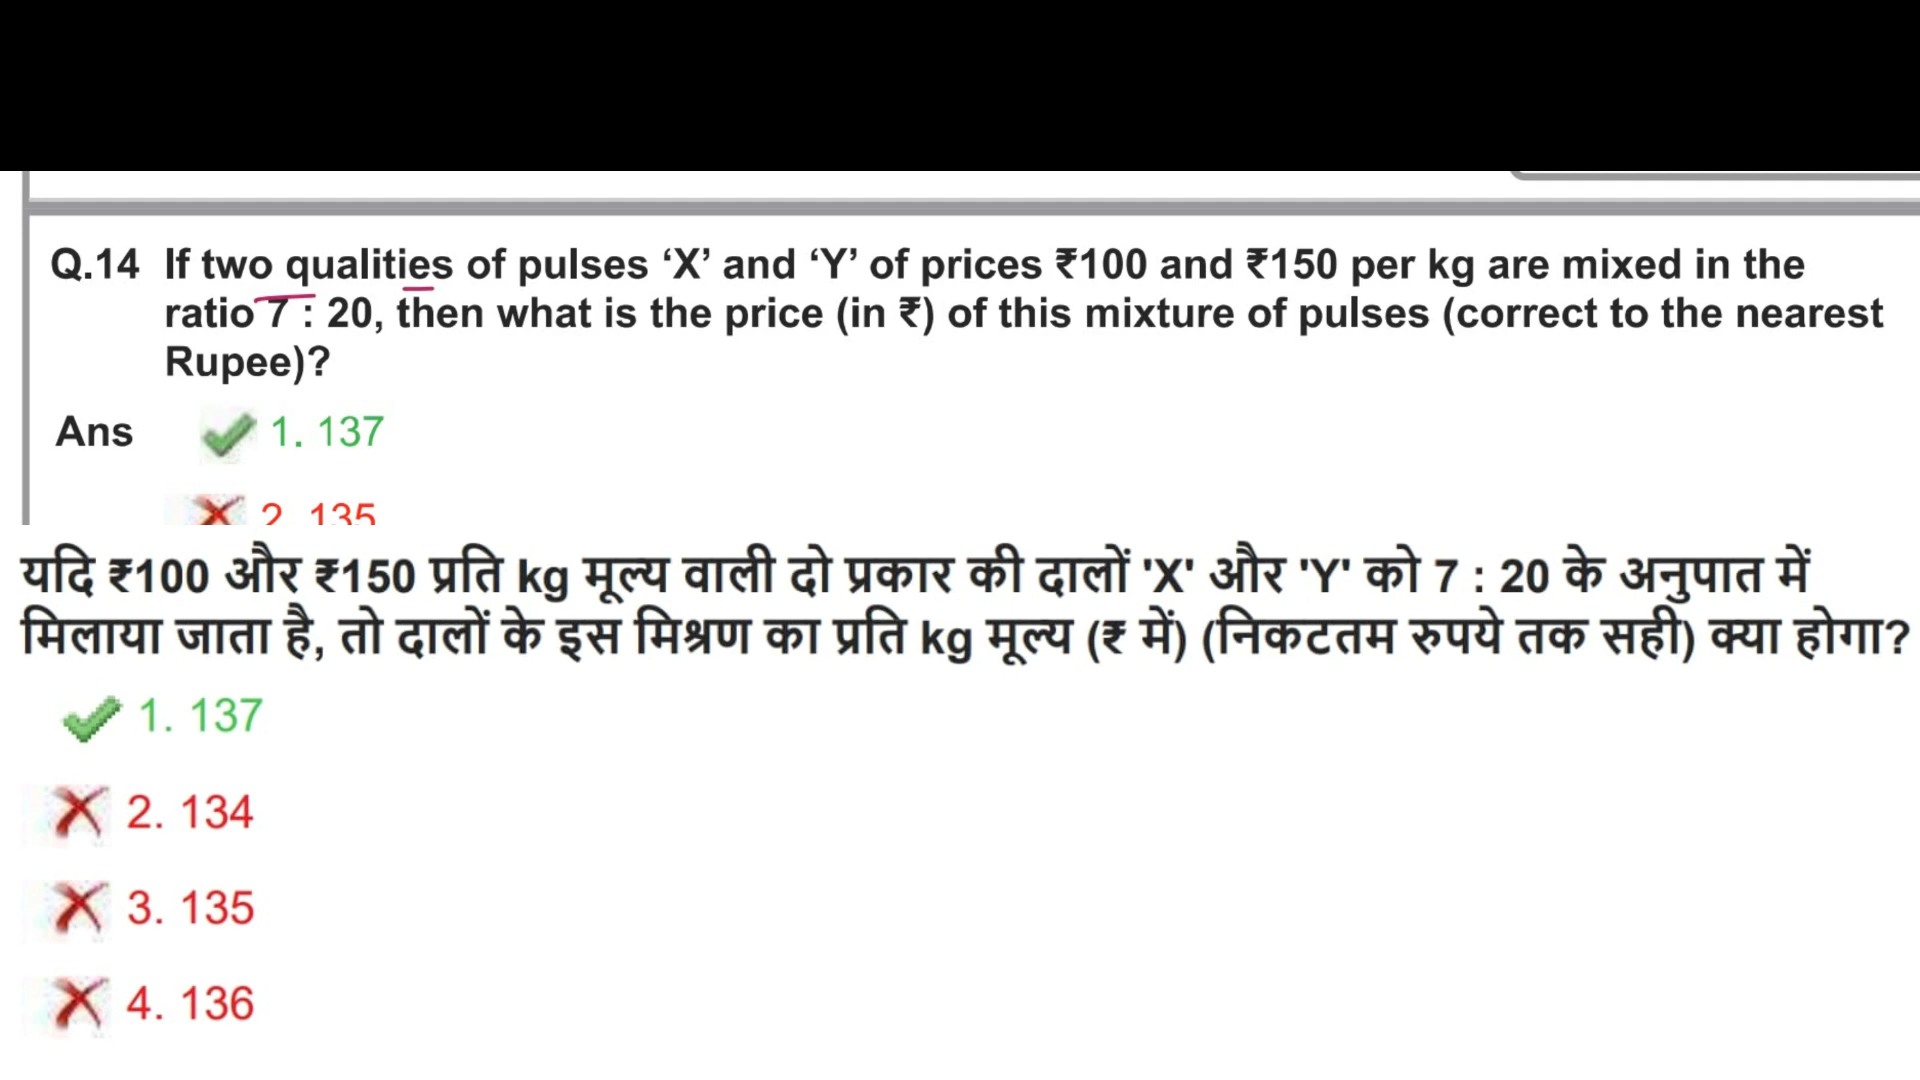 Q.14 If two qualities of pulses ‘X’ and ‘Y’ of prices ₹100 and ₹150 per kg are mixed in the
ratio 7 : 20, then what is the price (in ₹) of this mixture of pulses (correct to the nearest
Rupee)?
Ans 1. 137
2. 135
यदि ₹100 और ₹150 प्रति kg मूल्य वाली दो प्रकार की दालों 'X' और 'Y' को 7 : 20 के अनुपात में
मिलाया जाता है, तो दालों के इस मिश्रण का प्रति kg मूल्य (₹ में) (निकटतम रुपये तक सही) क्या होगा?
1. 137
2. 134
3. 135
4. 136